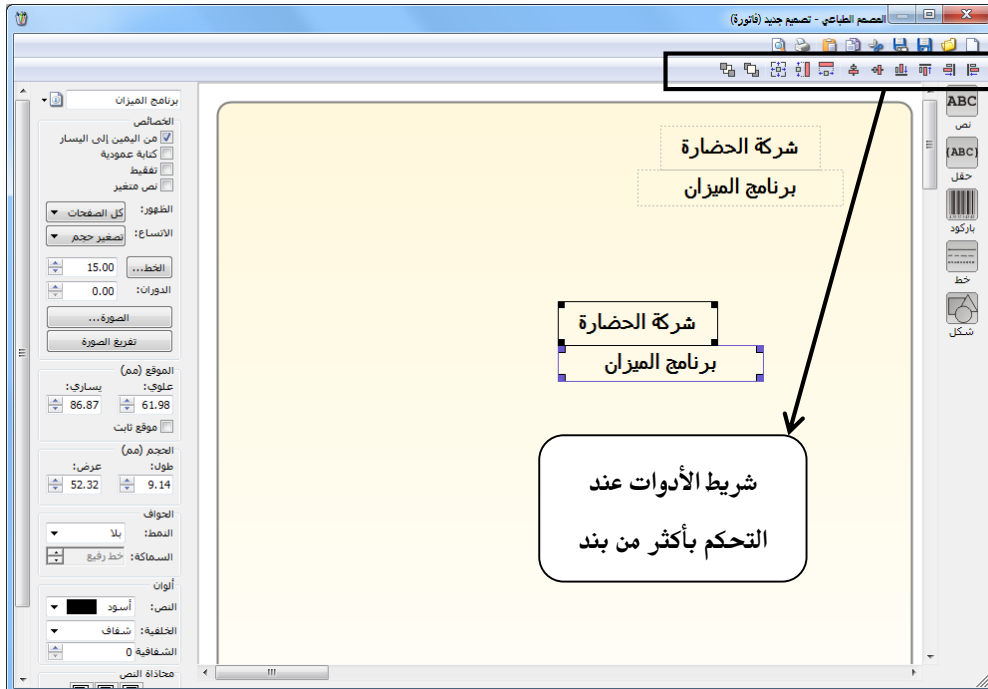 المصمم الطباعي - تصميم جديد (فاتورة)
ABC
نص
{ABC}
حقل
باركود
خط
شكل
شركة الحضارة
برنامج الميزان
شركة الحضارة
برنامج الميزان
شريط الأدوات عند
التحكم بأكثر من بند
برنامج الميزان
الخصائص
من اليمين إلى اليسار
كتابة عمودية
تفقيط
نص متغير
الظهور: كل الصفحات
الاتساع: تصغير حجم
الخط... 15.00
الدوران: 0.00
الصورة...
تفريغ الصورة
الموقع (مم)
علوي: يساري:
61.98 86.87
موقع ثابت
الحجم (مم)
طول: عرض:
9.14 52.32
الحواف
النمط: بلا
السماكة: خط رفيع
ألوان
النص: أسود
الخلفية: شفاف
الشفافية 0
محاذاة النص